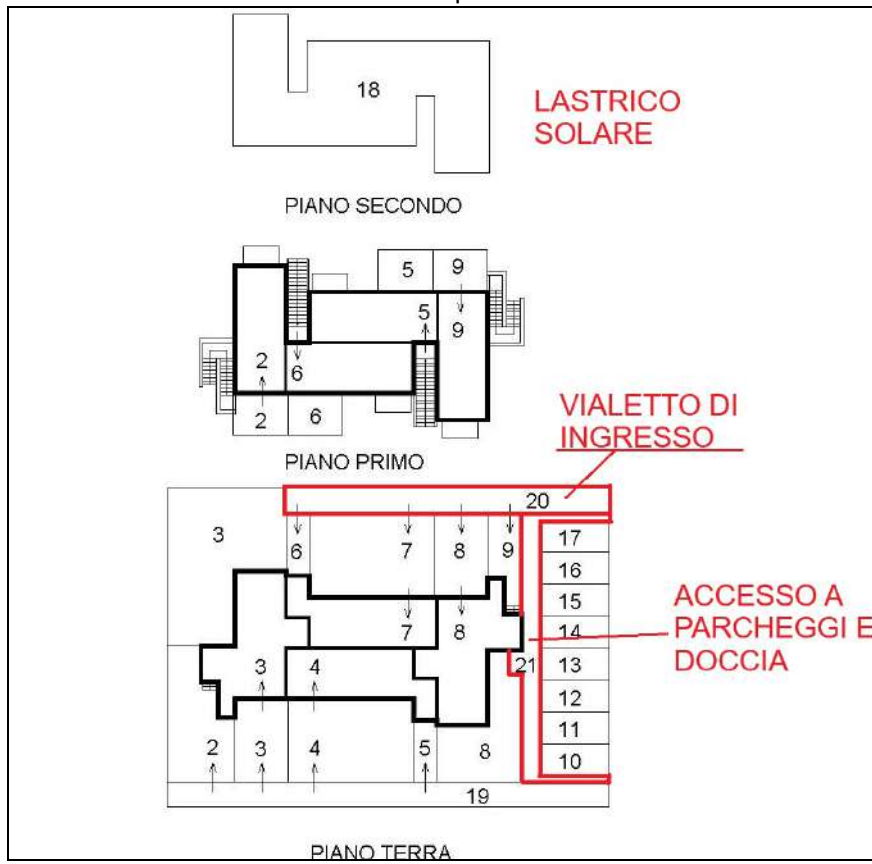 18
LASTRICO
SOLARE
PIANO SECONDO
5 9
5 9
2 6
2 6
PIANO PRIMO
VIALETTO DI
INGRESSO
20
3 6 7 8 9 17
16
15
7 8 14
ACCESSO A
PARCHEGGI E
DOCCIA
3 4 21 13
12
11
2 3 4 5 8 10
19
PIANO TERRA